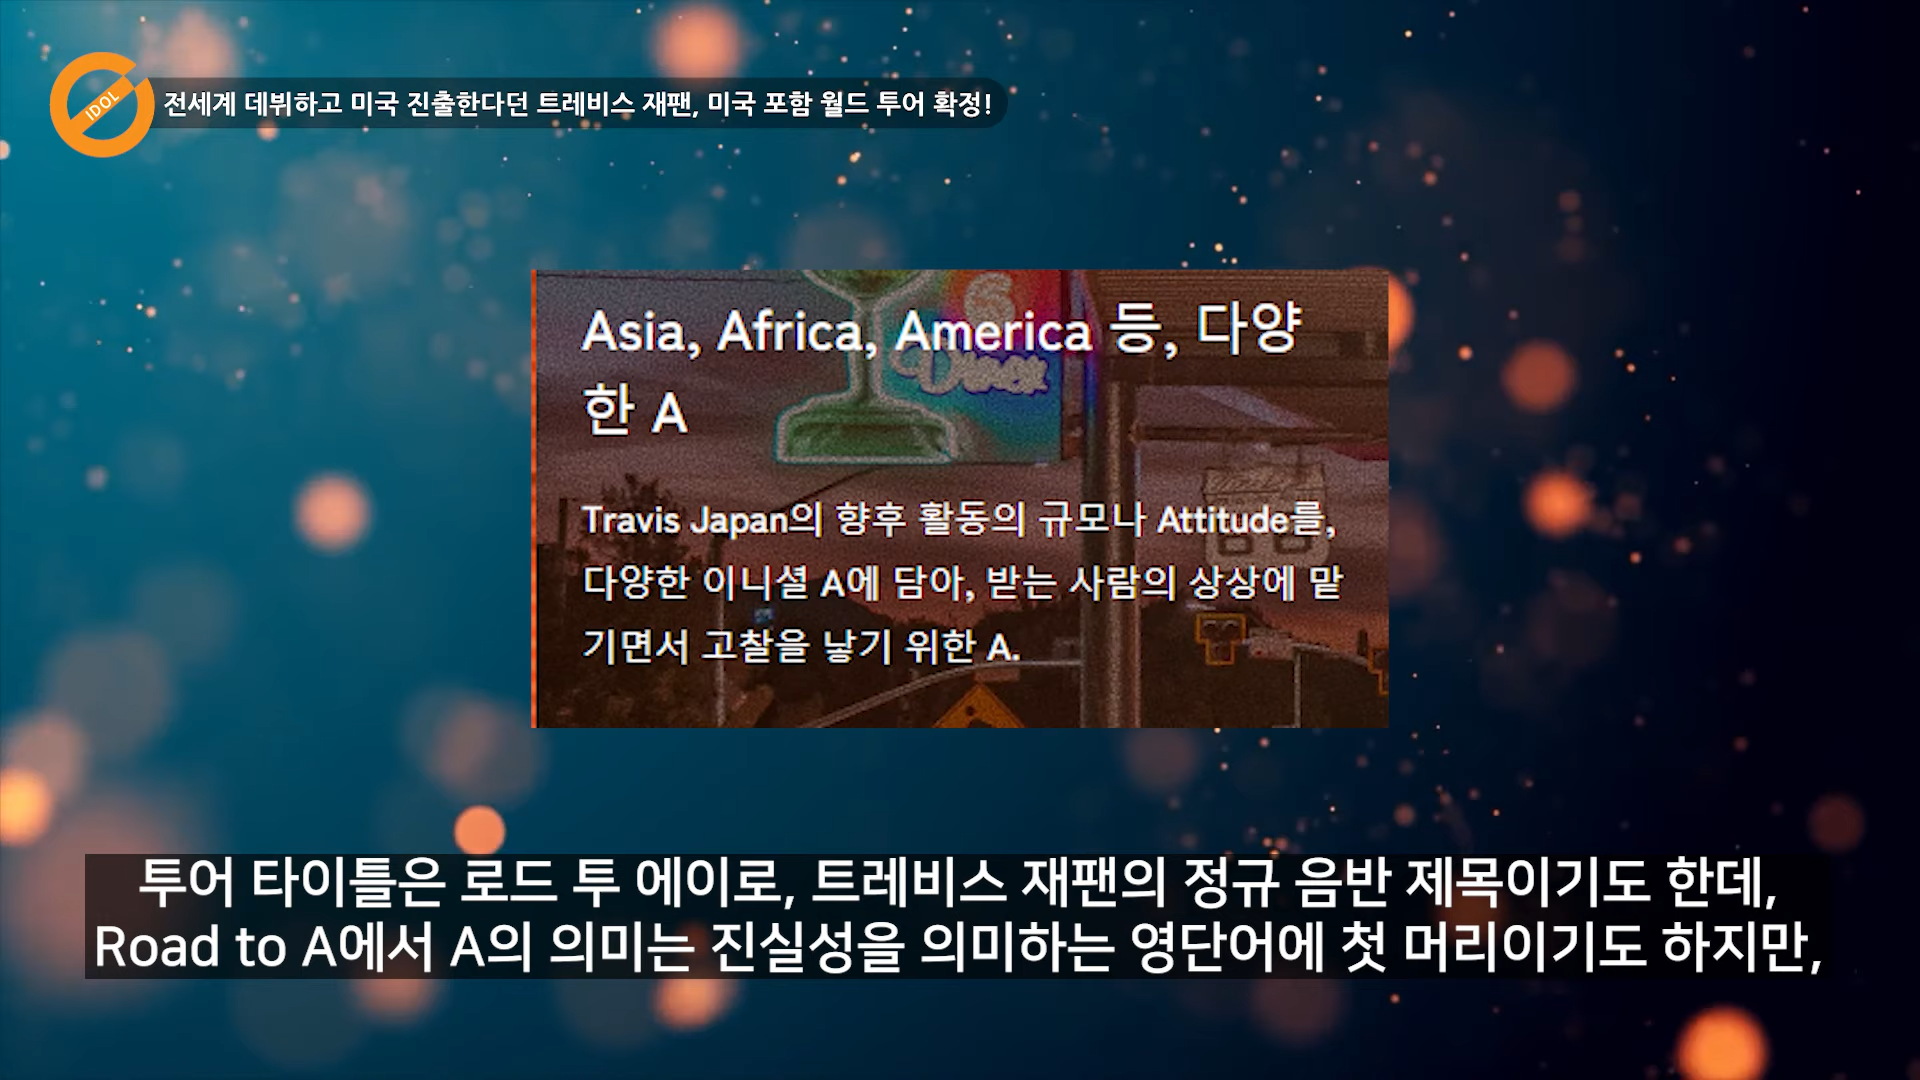 IDOL
전세계 데뷔하고 미국 진출한다던 트레비스 재팬, 미국 포함 월드 투어 확정!
Asia, Africa, America 등, 다양
한 A
Diner
Travis Japan의 향후 활동의 규모나 Attitude를,
다양한 이니셜 A에 담아, 받는 사람의 상상에 맡
기면서 고찰을 낳기 위한 A.
투어 타이틀은 로드 투 에이로, 트레비스 재팬의 정규 음반 제목이기도 한데,
Road to A에서 A의 의미는 진실성을 의미하는 영단어에 첫 머리이기도 하지만,